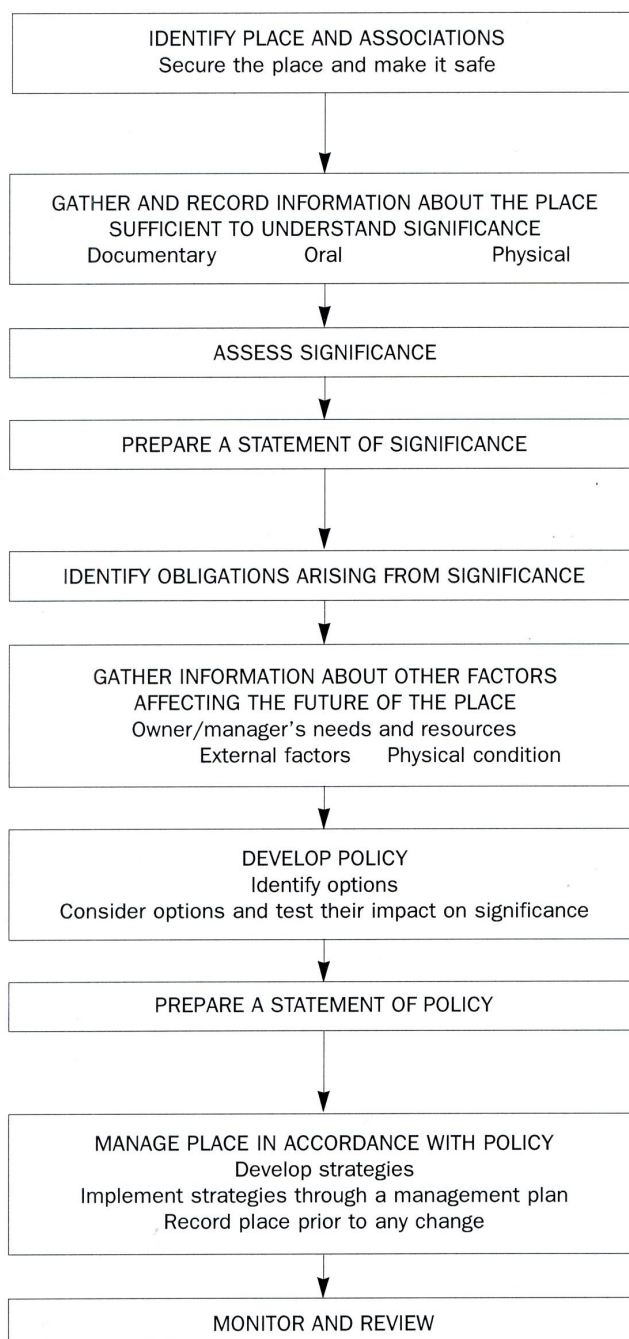 IDENTIFY PLACE AND ASSOCIATIONS
Secure the place and make it safe
GATHER AND RECORD INFORMATION ABOUT THE PLACE
SUFFICIENT TO UNDERSTAND SIGNIFICANCE
Documentary Oral Physical
ASSESS SIGNIFICANCE
PREPARE A STATEMENT OF SIGNIFICANCE
IDENTIFY OBLIGATIONS ARISING FROM SIGNIFICANCE
GATHER INFORMATION ABOUT OTHER FACTORS
AFFECTING THE FUTURE OF THE PLACE
Owner/manager’s needs and resources
External factors Physical condition
DEVELOP POLICY
Identify options
Consider options and test their impact on significance
PREPARE A STATEMENT OF POLICY
MANAGE PLACE IN ACCORDANCE WITH POLICY
Develop strategies
Implement strategies through a management plan
Record place prior to any change
MONITOR AND REVIEW